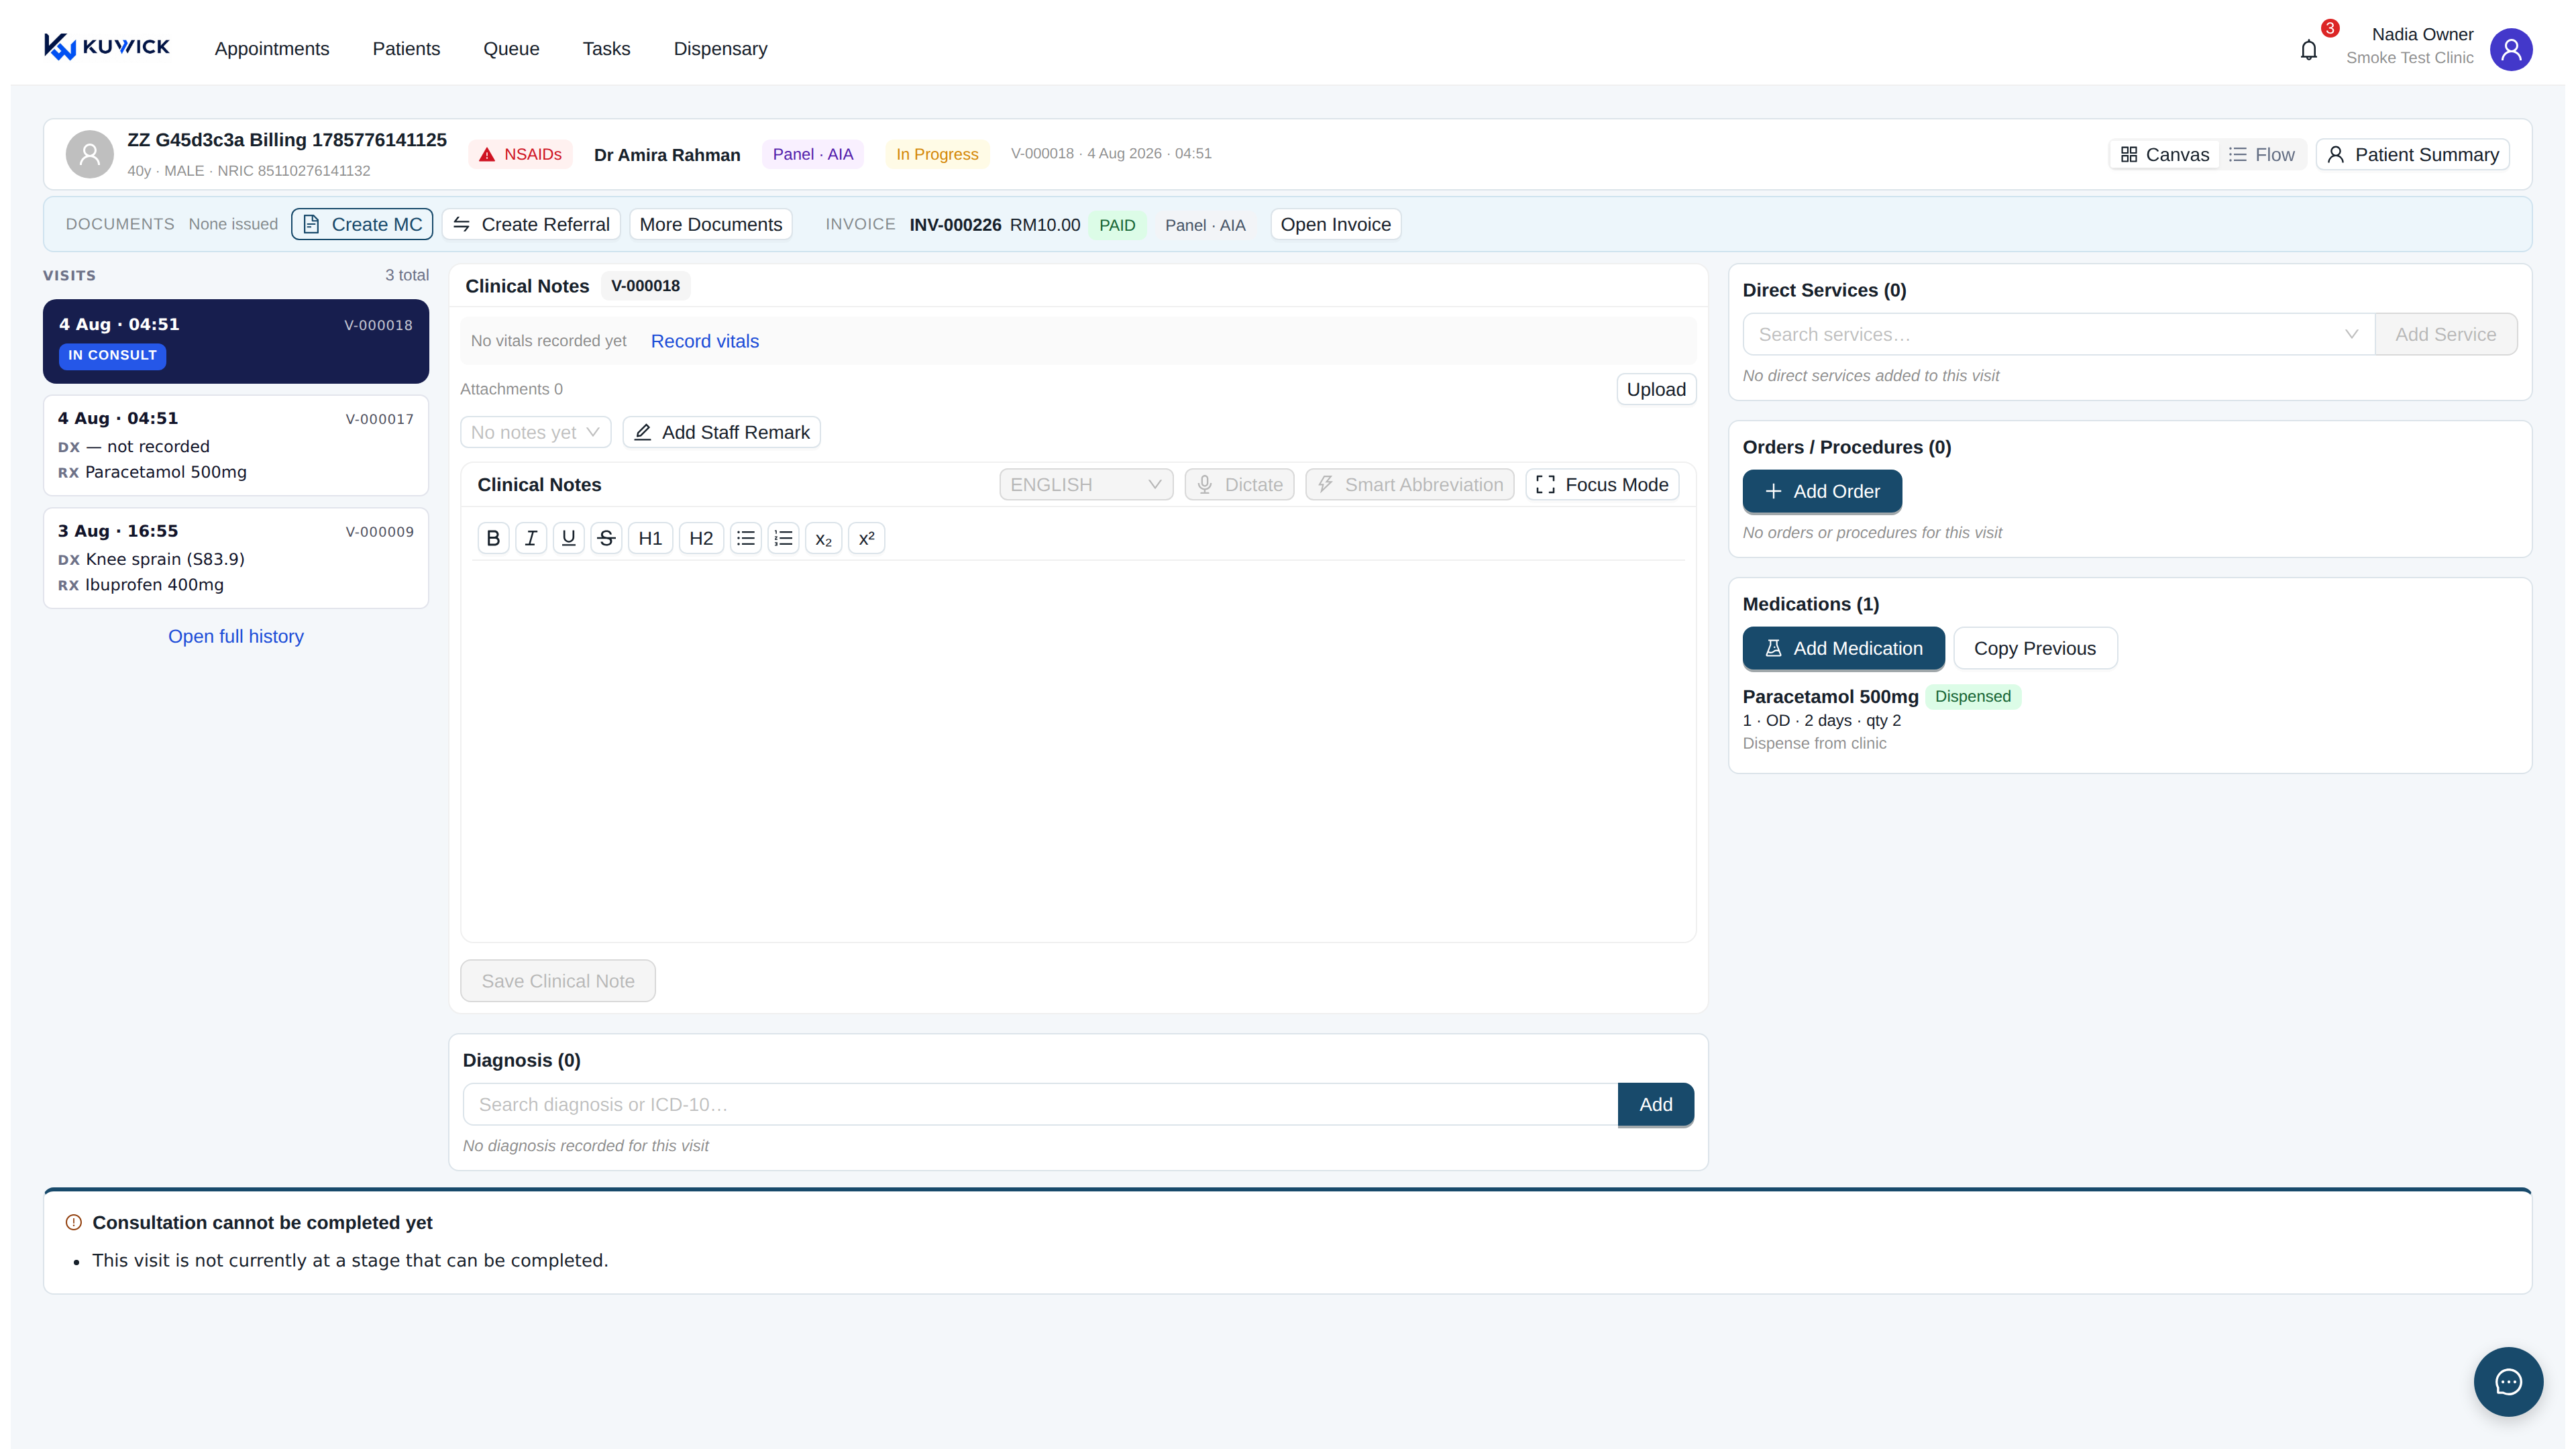 KUWICK
Appointments
Patients
Queue
Tasks
Dispensary
3
Nadia Owner
Smoke Test Clinic
ZZ G45d3c3a Billing 1785776141125
40y · MALE · NRIC 85110276141132
NSAIDs
Dr Amira Rahman
Panel · AIA
In Progress
V-000018 · 4 Aug 2026 · 04:51
Canvas
Flow
Patient Summary
DOCUMENTS
None issued
Create MC
Create Referral
More Documents
INVOICE
INV-000226 RM10.00
PAID
Panel · AIA
Open Invoice
VISITS
3 total
4 Aug · 04:51
V-000018
IN CONSULT
4 Aug · 04:51
V-000017
DX — not recorded
RX Paracetamol 500mg
3 Aug · 16:55
V-000009
DX Knee sprain (S83.9)
RX Ibuprofen 400mg
Open full history
Clinical Notes
V-000018
No vitals recorded yet
Record vitals
Attachments 0
Upload
No notes yet
Add Staff Remark
Clinical Notes
ENGLISH
Dictate
Smart Abbreviation
Focus Mode
B I U S H1 H2 x₂ x²
Save Clinical Note
Diagnosis (0)
Search diagnosis or ICD-10…
Add
No diagnosis recorded for this visit
Direct Services (0)
Search services…
Add Service
No direct services added to this visit
Orders / Procedures (0)
Add Order
No orders or procedures for this visit
Medications (1)
Add Medication
Copy Previous
Paracetamol 500mg
Dispensed
1 · OD · 2 days · qty 2
Dispense from clinic
Consultation cannot be completed yet
• This visit is not currently at a stage that can be completed.